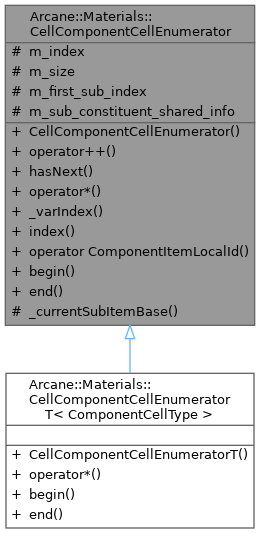 Arcane::Materials::
CellComponentCellEnumerator
# m_index
# m_size
# m_first_sub_index
# m_sub_constituent_shared_info
+ CellComponentCellEnumerator()
+ operator++()
+ hasNext()
+ operator*()
+ _varIndex()
+ index()
+ operator ComponentItemLocalId()
+ begin()
+ end()
# _currentSubItemBase()
Arcane::Materials::
CellComponentCellEnumerator
T< ComponentCellType >
+ CellComponentCellEnumeratorT()
+ operator*()
+ begin()
+ end()